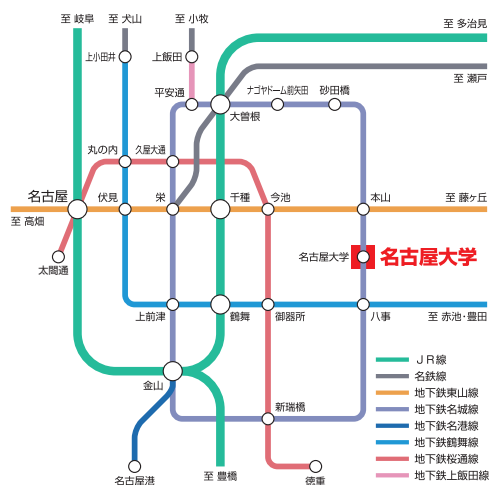 至 岐阜
至 犬山
至 小牧
至 多治見
上小田井
上飯田
至 瀬戸
平安通
ナゴヤドーム前矢田
砂田橋
大曽根
丸の内
久屋大通
名古屋
伏見
栄
千種
今池
本山
至 藤ヶ丘
至 高畑
太閤通
名古屋大学
名古屋大学
上前津
鶴舞
御器所
八事
至 赤池・豊田
金山
新瑞橋
名古屋港
至 豊橋
徳重
JR線
名鉄線
地下鉄東山線
地下鉄名城線
地下鉄名港線
地下鉄鶴舞線
地下鉄桜通線
地下鉄上飯田線